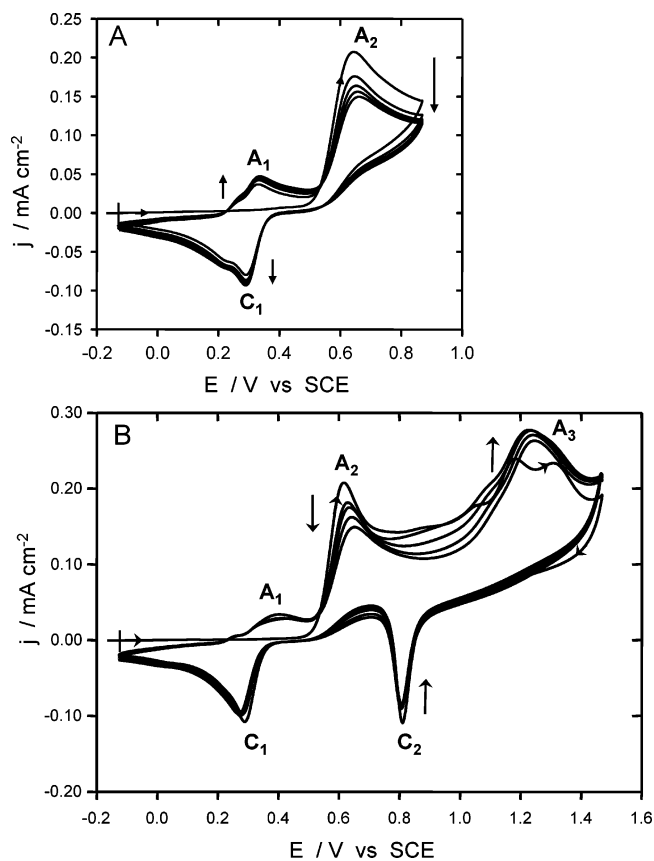 A
A₂
A₁
C₁
0.25
0.20
0.15
0.10
0.05
0.00
-0.05
-0.10
-0.15
j / mA cm⁻²
-0.2 0.0 0.2 0.4 0.6 0.8 1.0
E / V vs SCE
B
A₃
A₂
A₁
C₁
C₂
0.30
0.20
0.10
0.00
-0.10
-0.20
j / mA cm⁻²
-0.2 0.0 0.2 0.4 0.6 0.8 1.0 1.2 1.4 1.6
E / V vs SCE